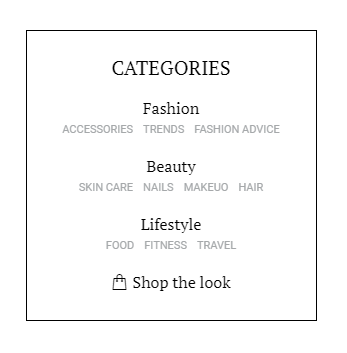 CATEGORIES
Fashion
ACCESSORIES TRENDS FASHION ADVICE
Beauty
SKIN CARE NAILS MAKEUO HAIR
Lifestyle
FOOD FITNESS TRAVEL
Shop the look